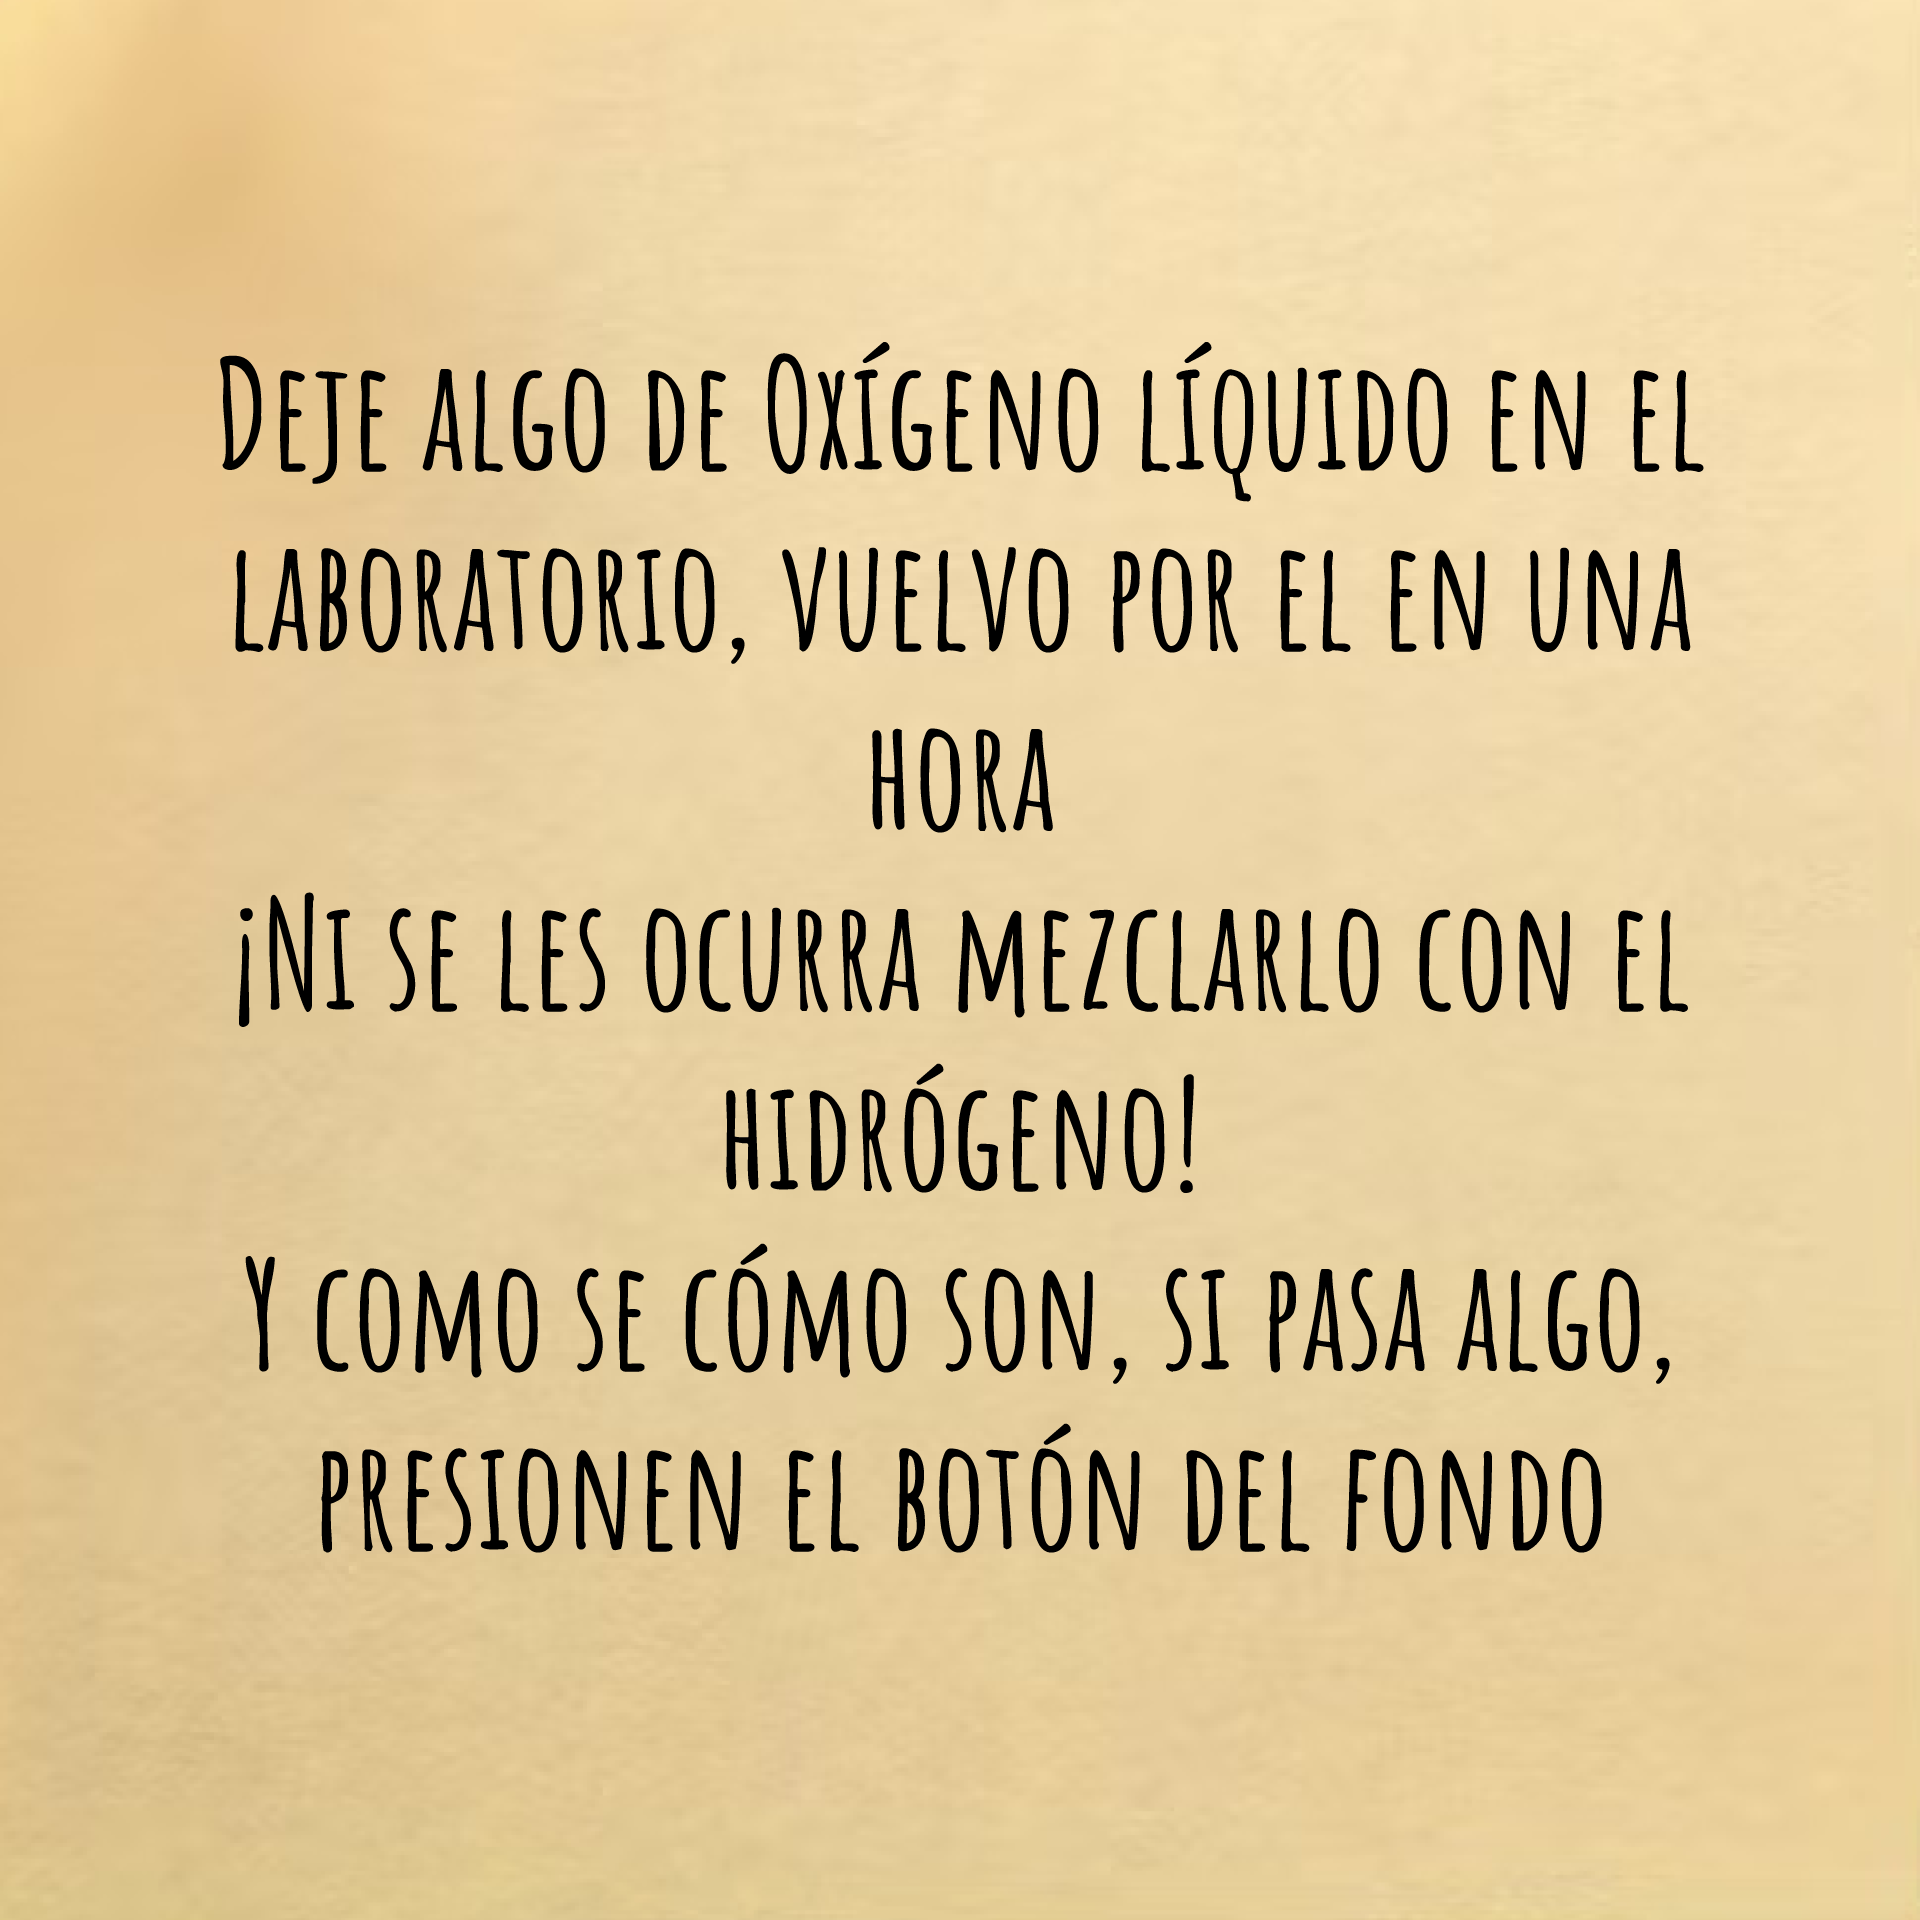 Deje algo de Oxígeno líquido en el
laboratorio, vuelvo por el en una
hora
¡Ni se les ocurra mezclarlo con el
hidrógeno!
Y como se cómo son, si pasa algo,
presionen el botón del fondo